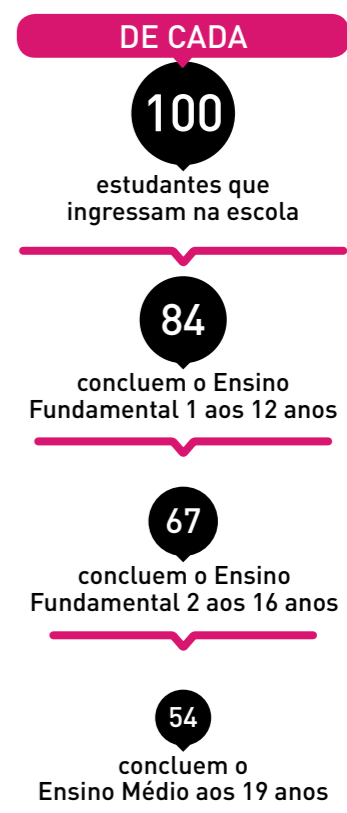 DE CADA
100
estudantes que
ingressam na escola
84
concluem o Ensino
Fundamental 1 aos 12 anos
67
concluem o Ensino
Fundamental 2 aos 16 anos
54
concluem o
Ensino Médio aos 19 anos